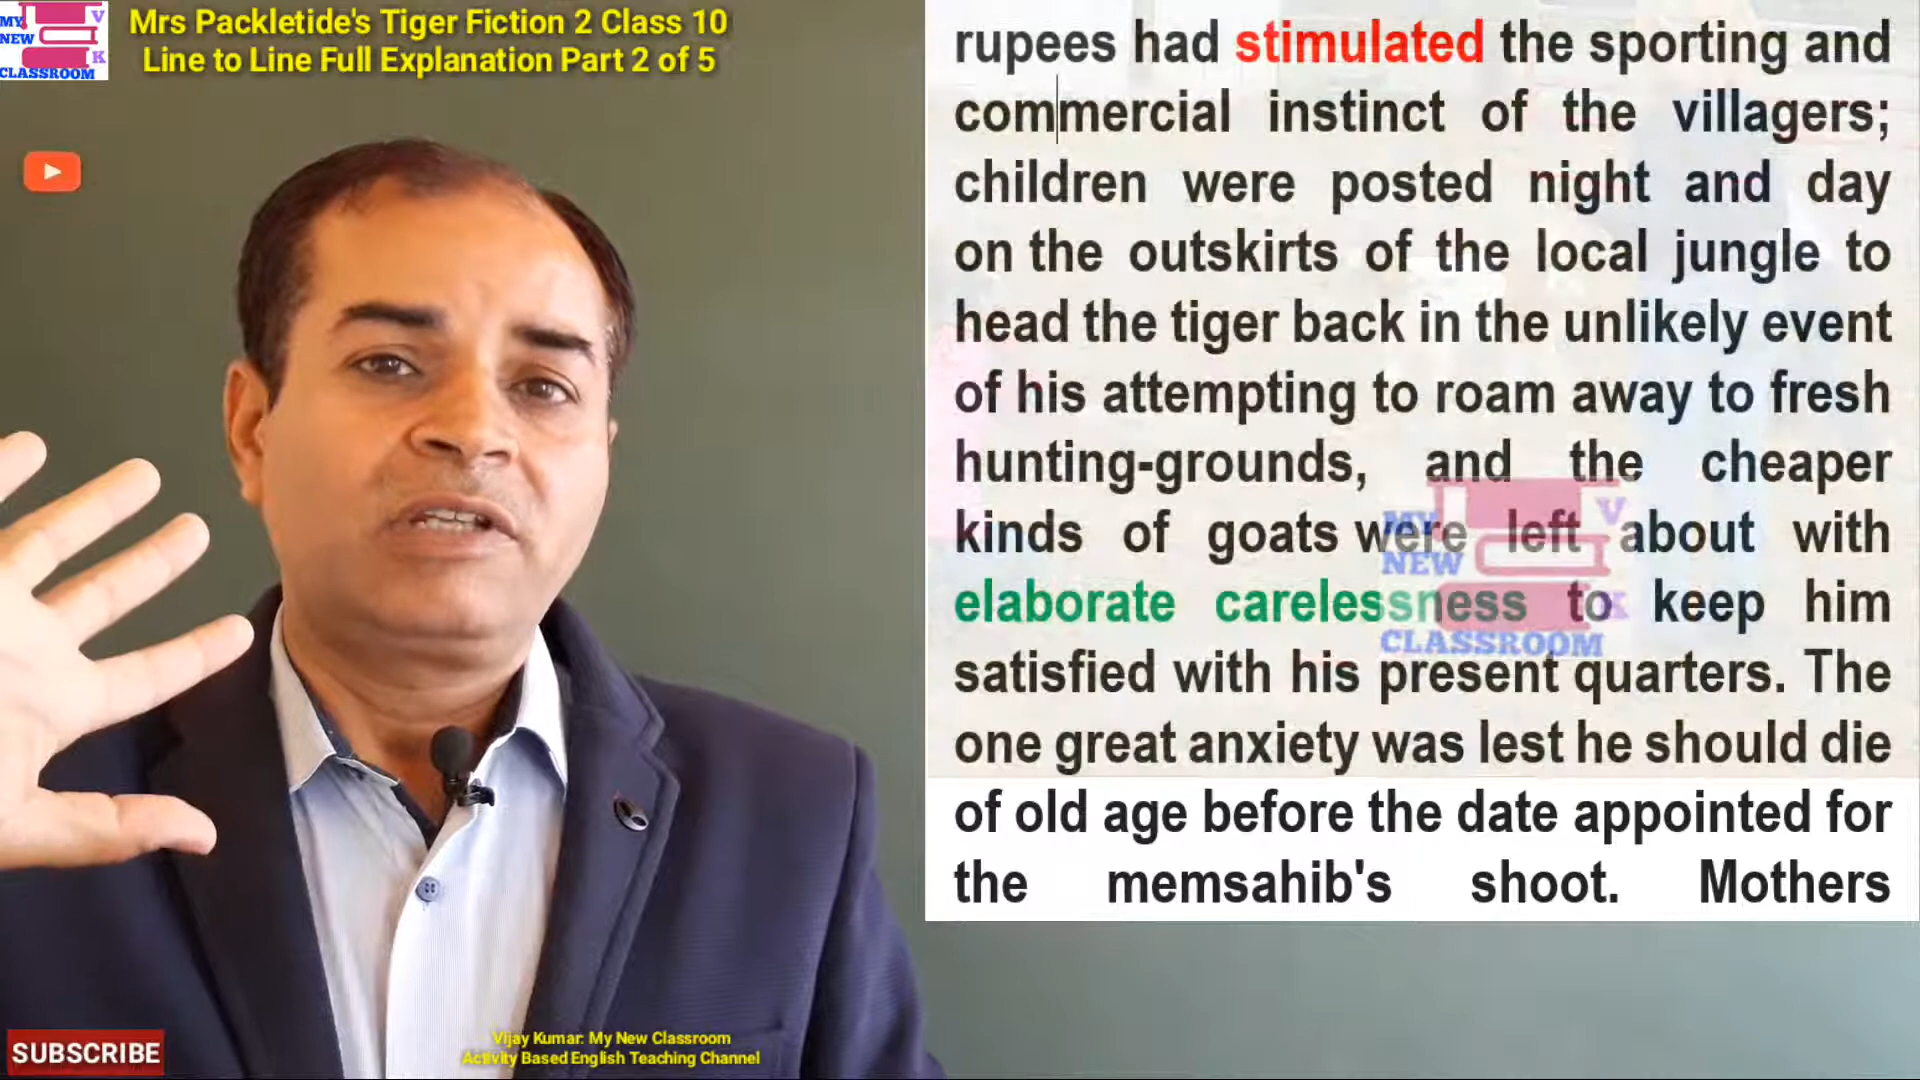 MY
NEW
CLASSROOM
V
K
Mrs Packletide's Tiger Fiction 2 Class 10
Line to Line Full Explanation Part 2 of 5
rupees had stimulated the sporting and
commercial instinct of the villagers;
children were posted night and day
on the outskirts of the local jungle to
head the tiger back in the unlikely event
of his attempting to roam away to fresh
hunting-grounds, and the cheaper
kinds of goats were left about with
elaborate carelessness to keep him
satisfied with his present quarters. The
one great anxiety was lest he should die
of old age before the date appointed for
the memsahib's shoot. Mothers
MY
NEW
CLASSROOM
V
K
SUBSCRIBE
Vijay Kumar: My New Classroom
Activity Based English Teaching Channel